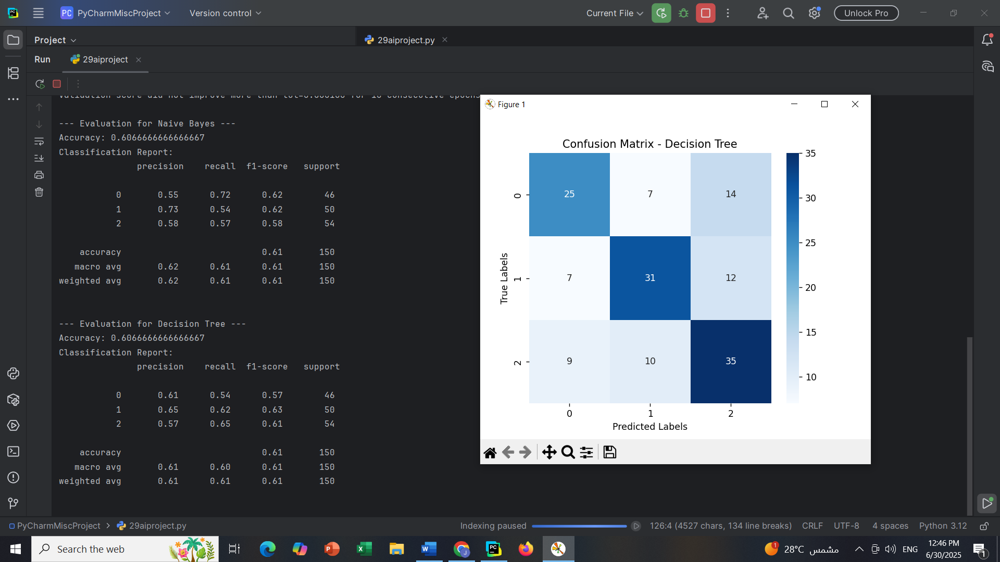 PC PyCharmMiscProject Version control Current File Unlock Pro
Project 29aiproject.py
Run 29aiproject
Validation score did not improve more than tol=0.000100 for 10 consecutive epochs
--- Evaluation for Naive Bayes ---
Accuracy: 0.6066666666666667
Classification Report:
precision recall f1-score support
0 0.55 0.72 0.62 46
1 0.73 0.54 0.62 50
2 0.58 0.57 0.58 54
accuracy 0.61 150
macro avg 0.62 0.61 0.61 150
weighted avg 0.62 0.61 0.61 150
--- Evaluation for Decision Tree ---
Accuracy: 0.6066666666666667
Classification Report:
precision recall f1-score support
0 0.61 0.54 0.57 46
1 0.65 0.62 0.63 50
2 0.57 0.65 0.61 54
accuracy 0.61 150
macro avg 0.61 0.60 0.61 150
weighted avg 0.61 0.61 0.61 150
Figure 1
Confusion Matrix - Decision Tree
True Labels
0 25 7 14
1 7 31 12
2 9 10 35
0 1 2
Predicted Labels
35
30
25
20
15
10
PyCharmMiscProject > 29aiproject.py Indexing paused 126:4 (4527 chars, 134 line breaks) CRLF UTF-8 4 spaces Python 3.12
Search the web 1 28°C مشمس ENG 12:46 PM
6/30/2025 1